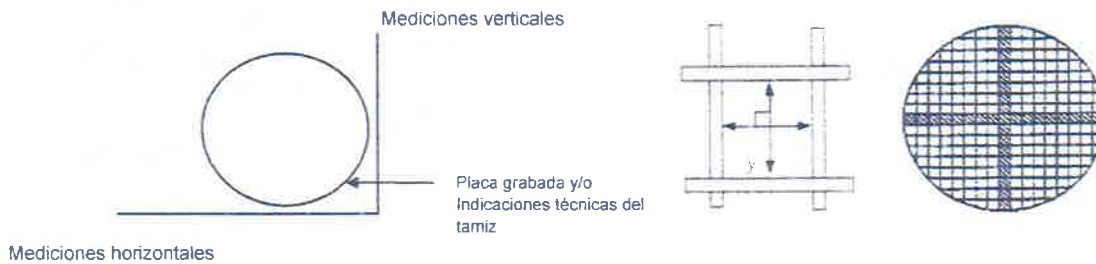 Mediciones verticales
Placa grabada y/o
Indicaciones técnicas del
tamiz
y
Mediciones horizontales